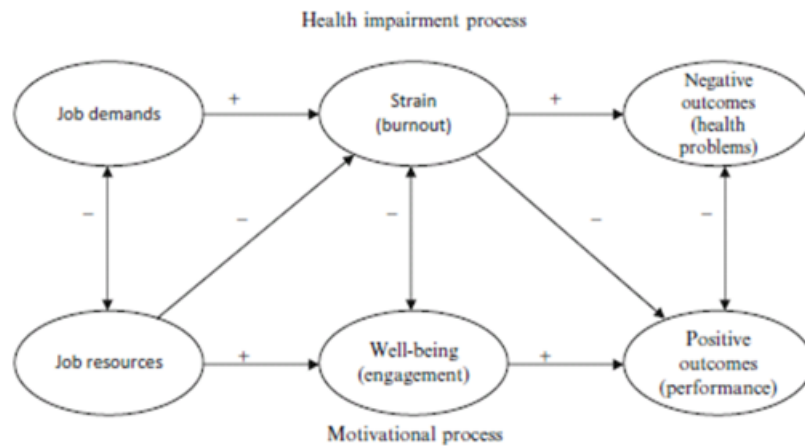 Health impairment process
Job demands
+
Strain
(burnout)
+
Negative
outcomes
(health
problems)
–
–
–
–
–
Job resources
+
Well-being
(engagement)
+
Positive
outcomes
(performance)
Motivational process